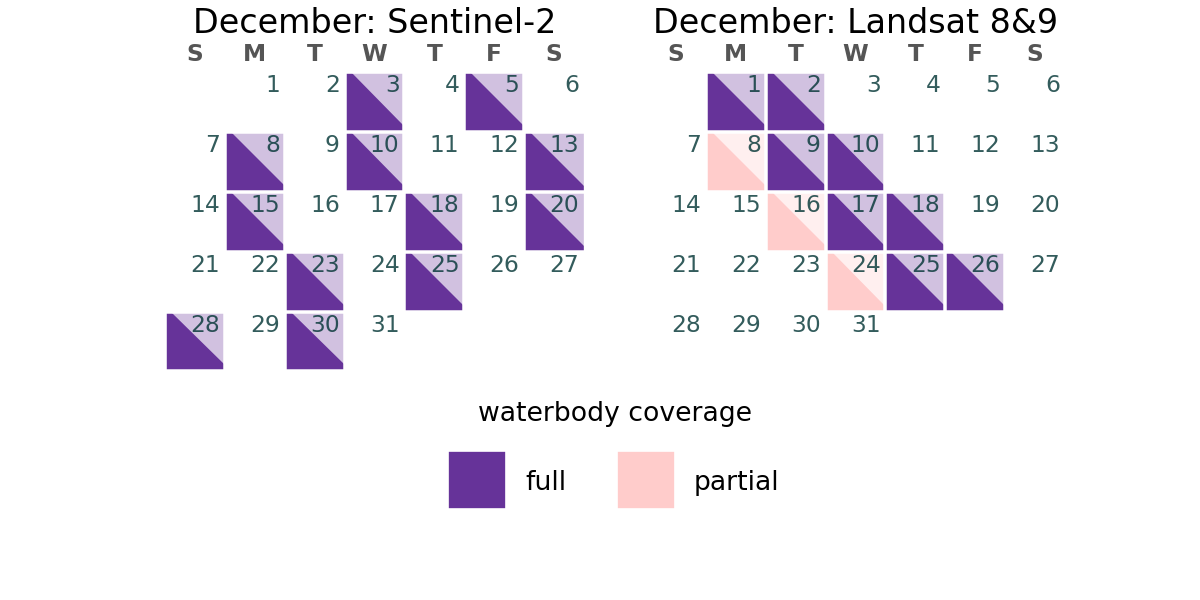 December: Sentinel-2
S M T W T F S
1 2 3 4 5 6
7 8 9 10 11 12 13
14 15 16 17 18 19 20
21 22 23 24 25 26 27
28 29 30 31
December: Landsat 8&9
S M T W T F S
1 2 3 4 5 6
7 8 9 10 11 12 13
14 15 16 17 18 19 20
21 22 23 24 25 26 27
28 29 30 31
waterbody coverage
full
partial